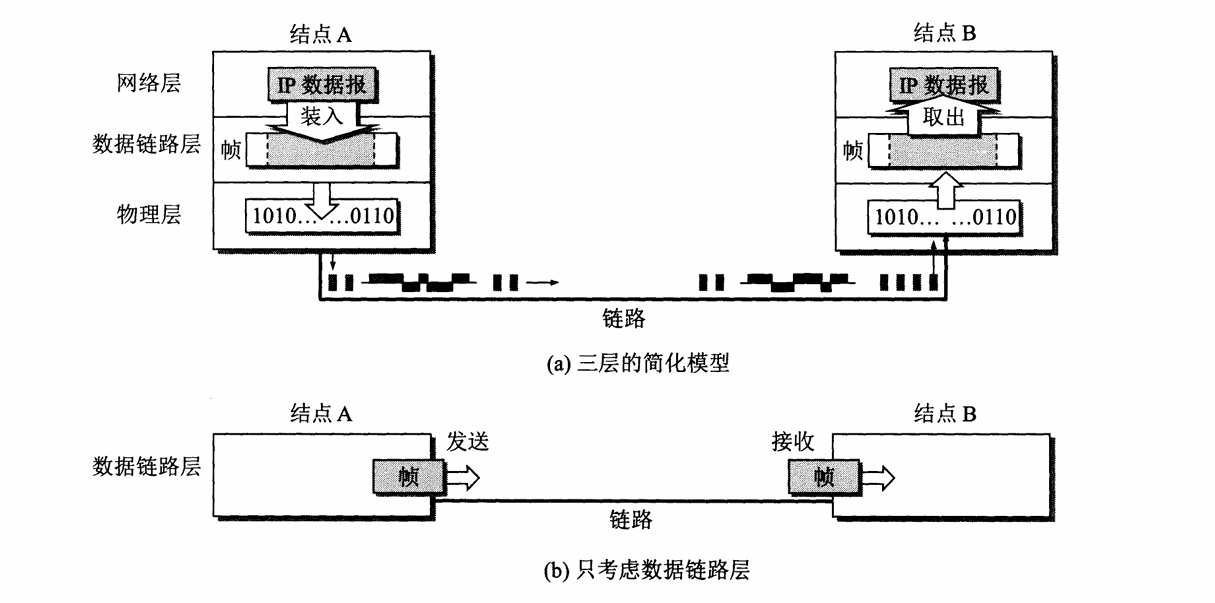 结点 A 结点 B
网络层 IP 数据报 IP 数据报
装入 取出
数据链路层 帧 帧
物理层 1010… …0110 1010… …0110
链路
(a) 三层的简化模型
结点 A 结点 B
发送 接收
数据链路层 帧 帧
链路
(b) 只考虑数据链路层